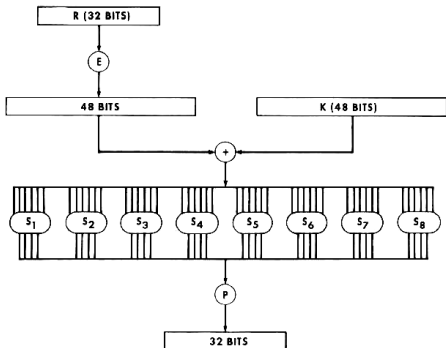 R (32 BITS)
E
48 BITS
K (48 BITS)
+
S1 S2 S3 S4 S5 S6 S7 S8
P
32 BITS